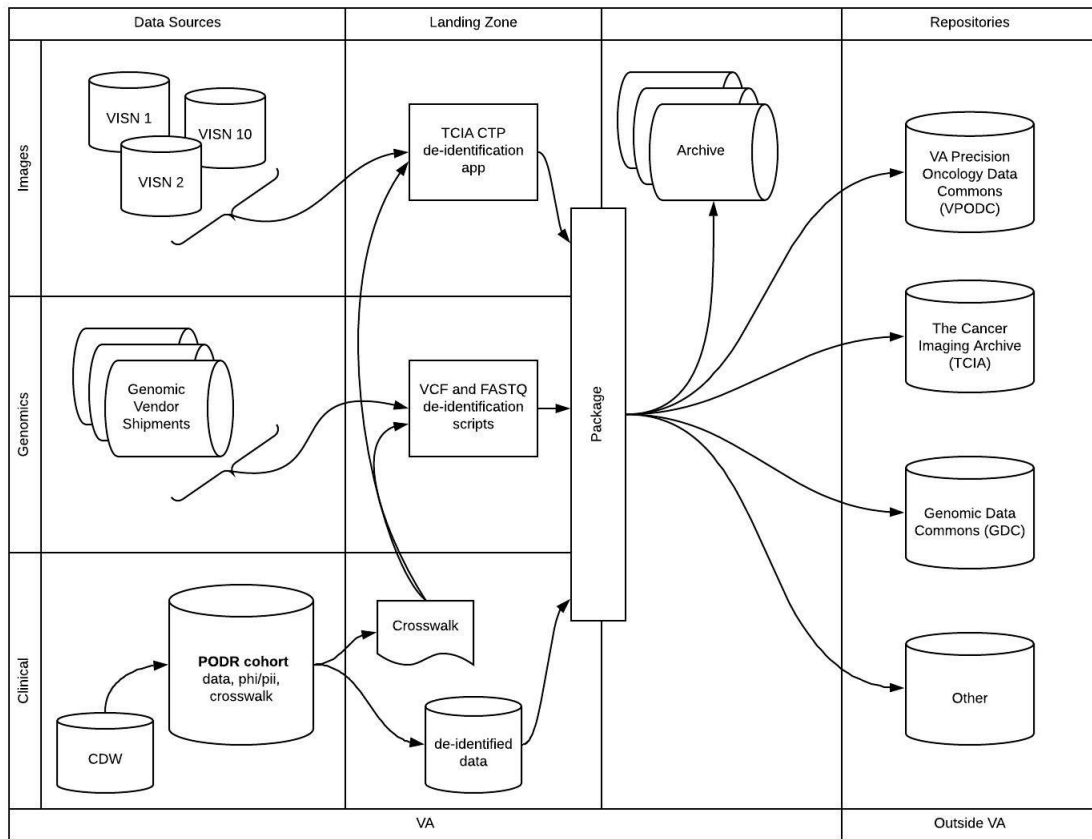 Data Sources
Landing Zone
Repositories
Images
VISN 1
VISN 10
VISN 2
TCIA CTP
de-identification
app
Archive
VA Precision
Oncology Data
Commons
(VPODC)
Genomics
Genomic
Vendor
Shipments
VCF and FASTQ
de-identification
scripts
Package
The Cancer
Imaging Archive
(TCIA)
Genomic Data
Commons (GDC)
Clinical
CDW
PODR cohort
data, phi/pii,
crosswalk
Crosswalk
de-identified
data
Other
VA
Outside VA